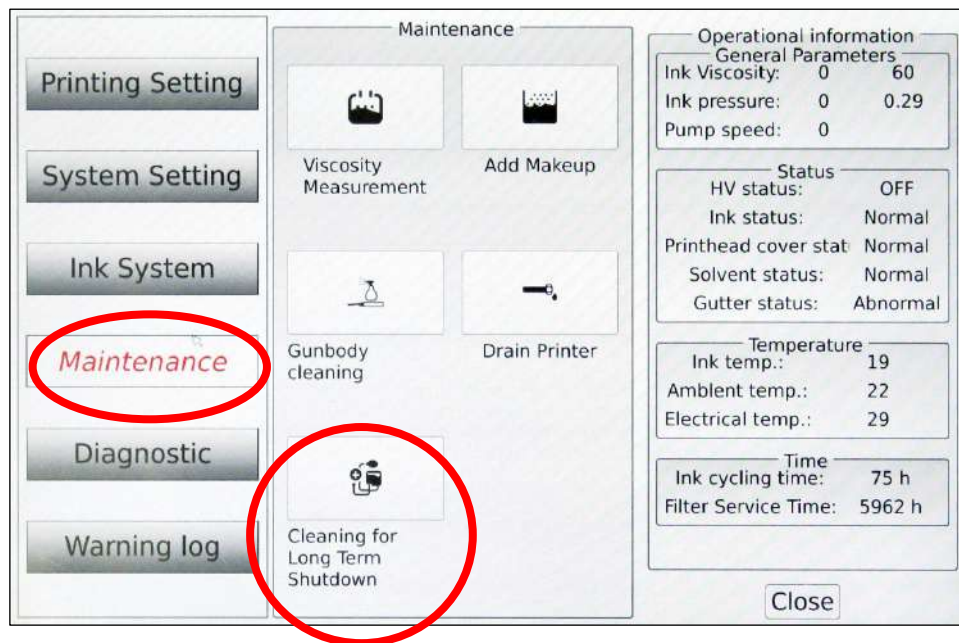 Printing Setting
System Setting
Ink System
Maintenance
Diagnostic
Warning log
Maintenance
Viscosity
Measurement
Add Makeup
Gunbody
cleaning
Drain Printer
Cleaning for
Long Term
Shutdown
Operational information
General Parameters
Ink Viscosity: 0 60
Ink pressure: 0 0.29
Pump speed: 0
Status
HV status: OFF
Ink status: Normal
Printhead cover stat Normal
Solvent status: Normal
Gutter status: Abnormal
Temperature
Ink temp.: 19
Amblent temp.: 22
Electrical temp.: 29
Time
Ink cycling time: 75 h
Filter Service Time: 5962 h
Close